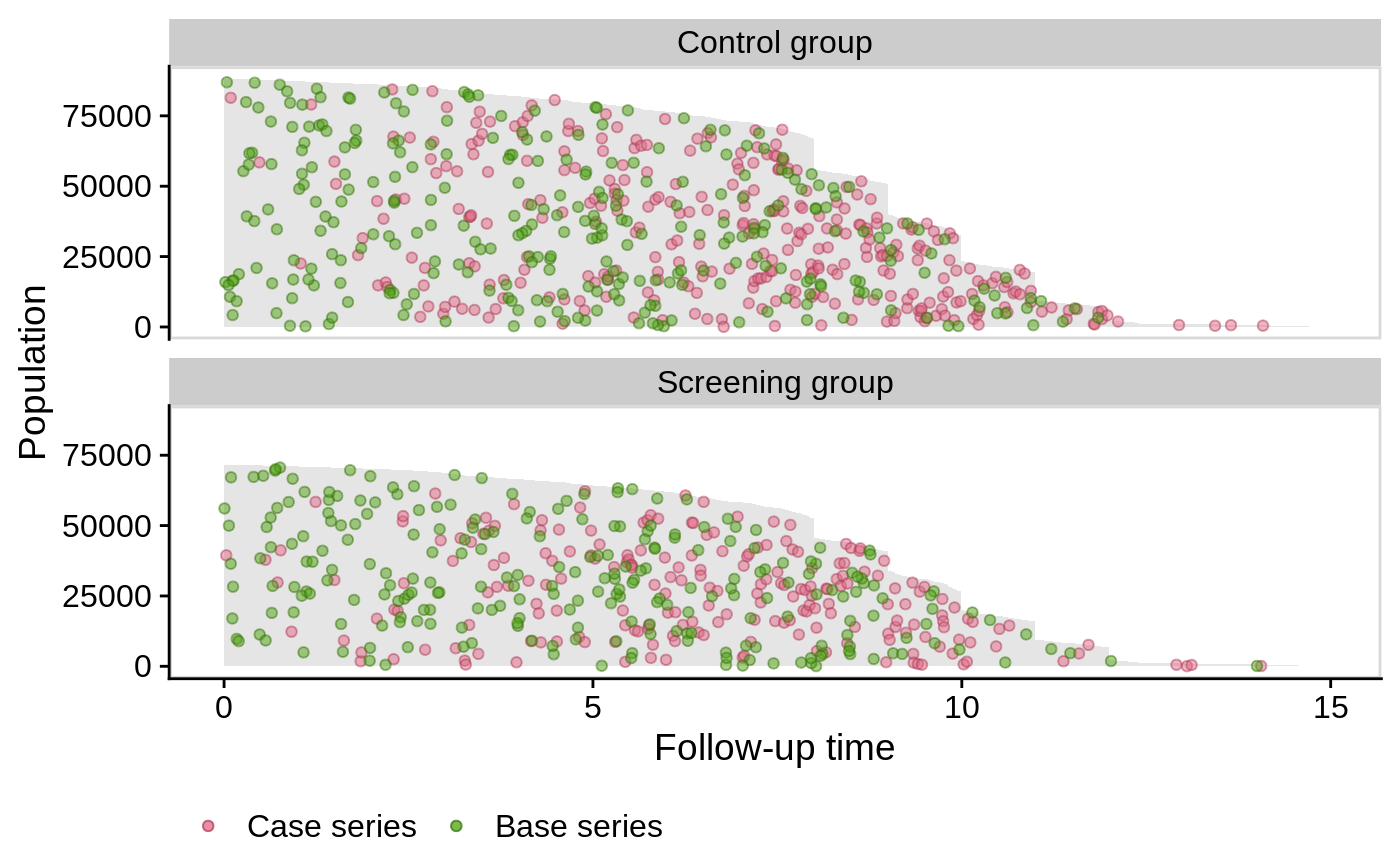 Control group
75000
50000
25000
0
Population
Screening group
75000
50000
25000
0
0 5 10 15
Follow-up time
Case series Base series